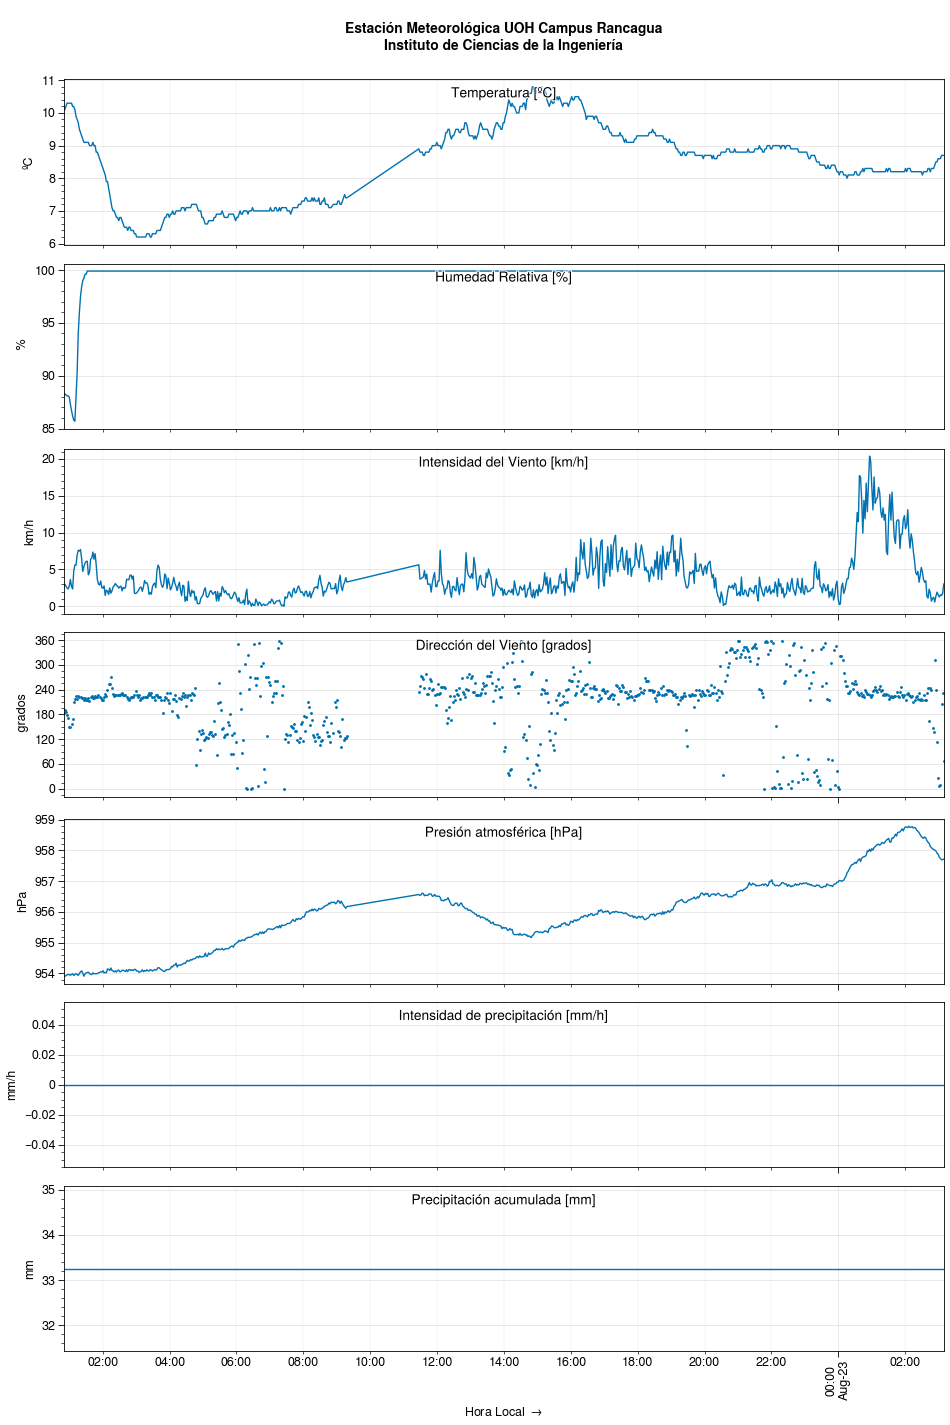 Estación Meteorológica UOH Campus Rancagua
Instituto de Ciencias de la Ingeniería
Temperatura [ºC]
ºC
11
10
9
8
7
6
Humedad Relativa [%]
%
100
95
90
85
Intensidad del Viento [km/h]
km/h
20
15
10
5
0
Dirección del Viento [grados]
grados
360
300
240
180
120
60
0
Presión atmosférica [hPa]
hPa
959
958
957
956
955
954
Intensidad de precipitación [mm/h]
mm/h
0.04
0.02
0
−0.02
−0.04
Precipitación acumulada [mm]
mm
35
34
33
32
02:00 04:00 06:00 08:00 10:00 12:00 14:00 16:00 18:00 20:00 22:00 00:00 02:00
Aug-23
Hora Local →